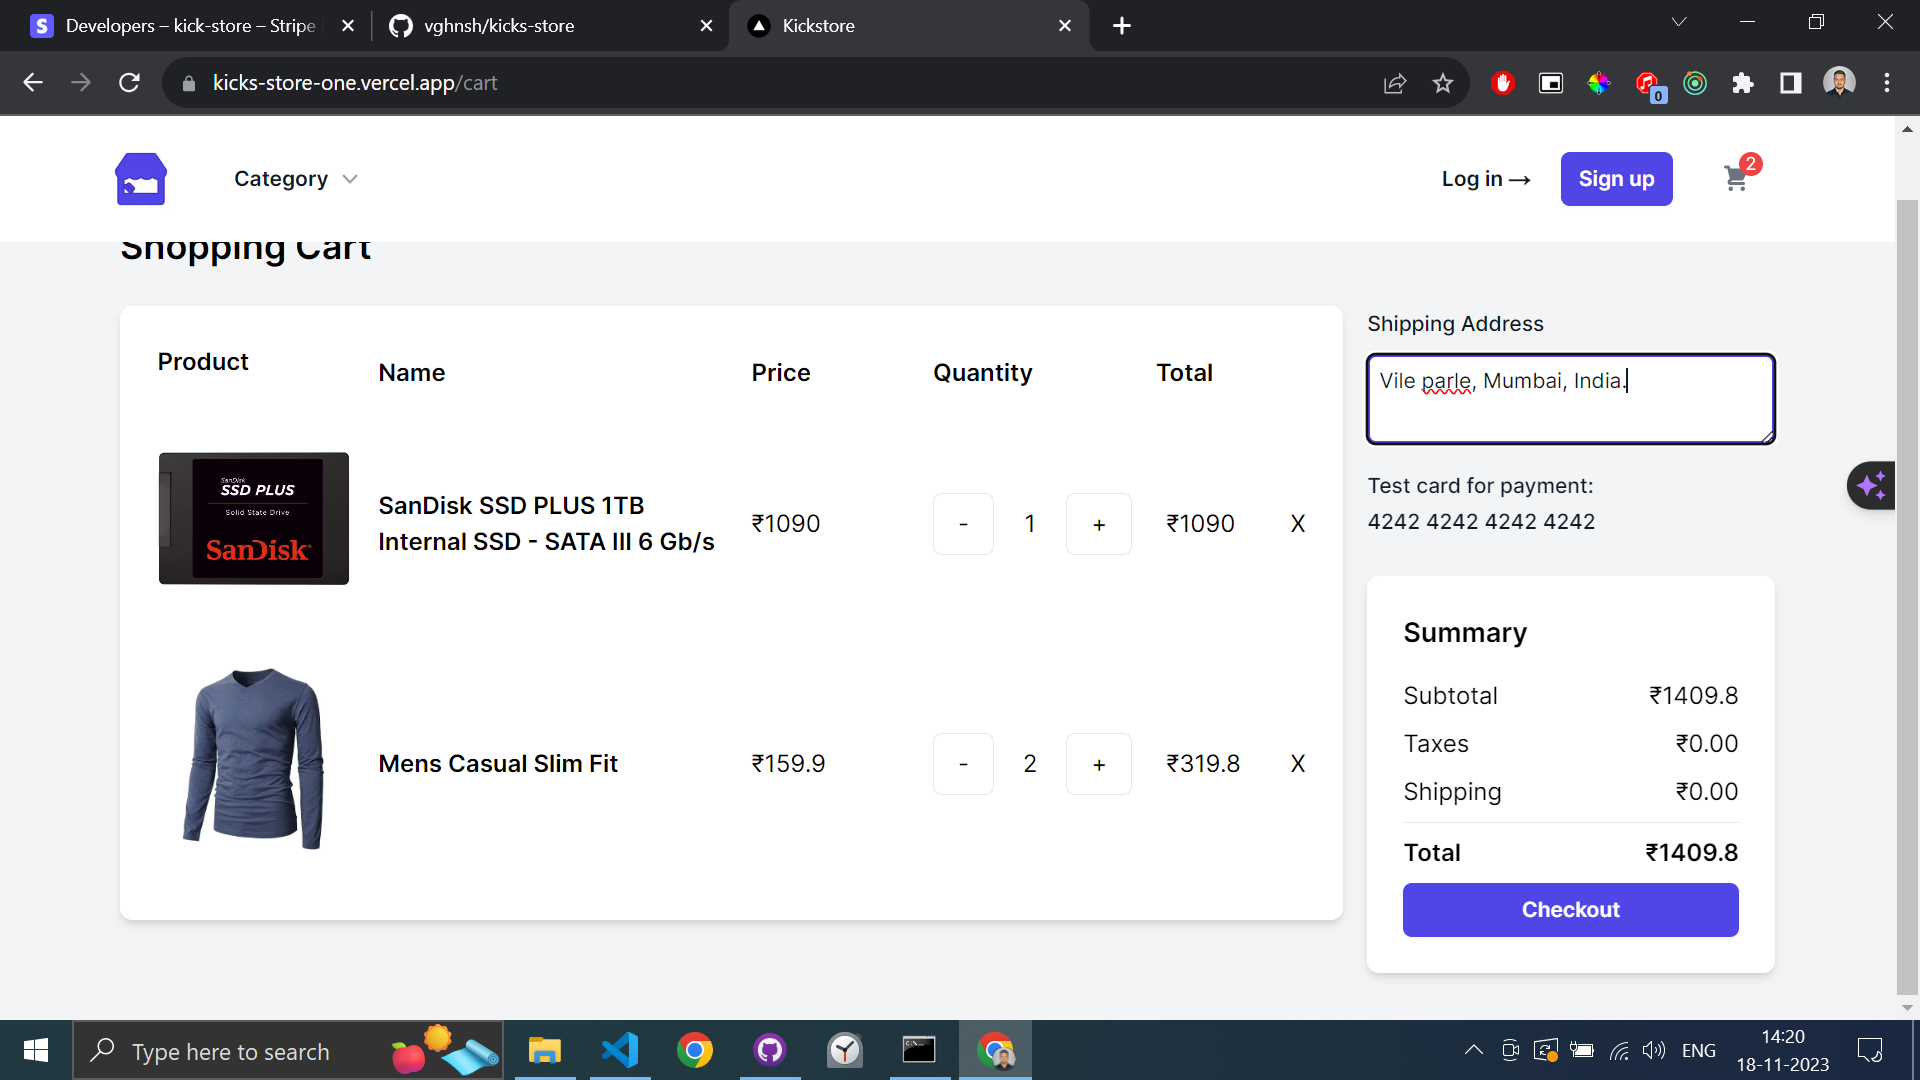 Developers – kick-store – Stripe
vghnsh/kicks-store
Kickstore
kicks-store-one.vercel.app/cart
0
Category
Log in →
Sign up
2
Shopping Cart
Product
Name
Price
Quantity
Total
SanDisk
SSD PLUS
Solid State Drive
SanDisk
SanDisk SSD PLUS 1TB
Internal SSD - SATA III 6 Gb/s
₹1090
-
1
+
₹1090
X
Mens Casual Slim Fit
₹159.9
-
2
+
₹319.8
X
Shipping Address
Vile parle, Mumbai, India.
Test card for payment:
4242 4242 4242 4242
Summary
Subtotal
₹1409.8
Taxes
₹0.00
Shipping
₹0.00
Total
₹1409.8
Checkout
Type here to search
ENG
14:20
18-11-2023